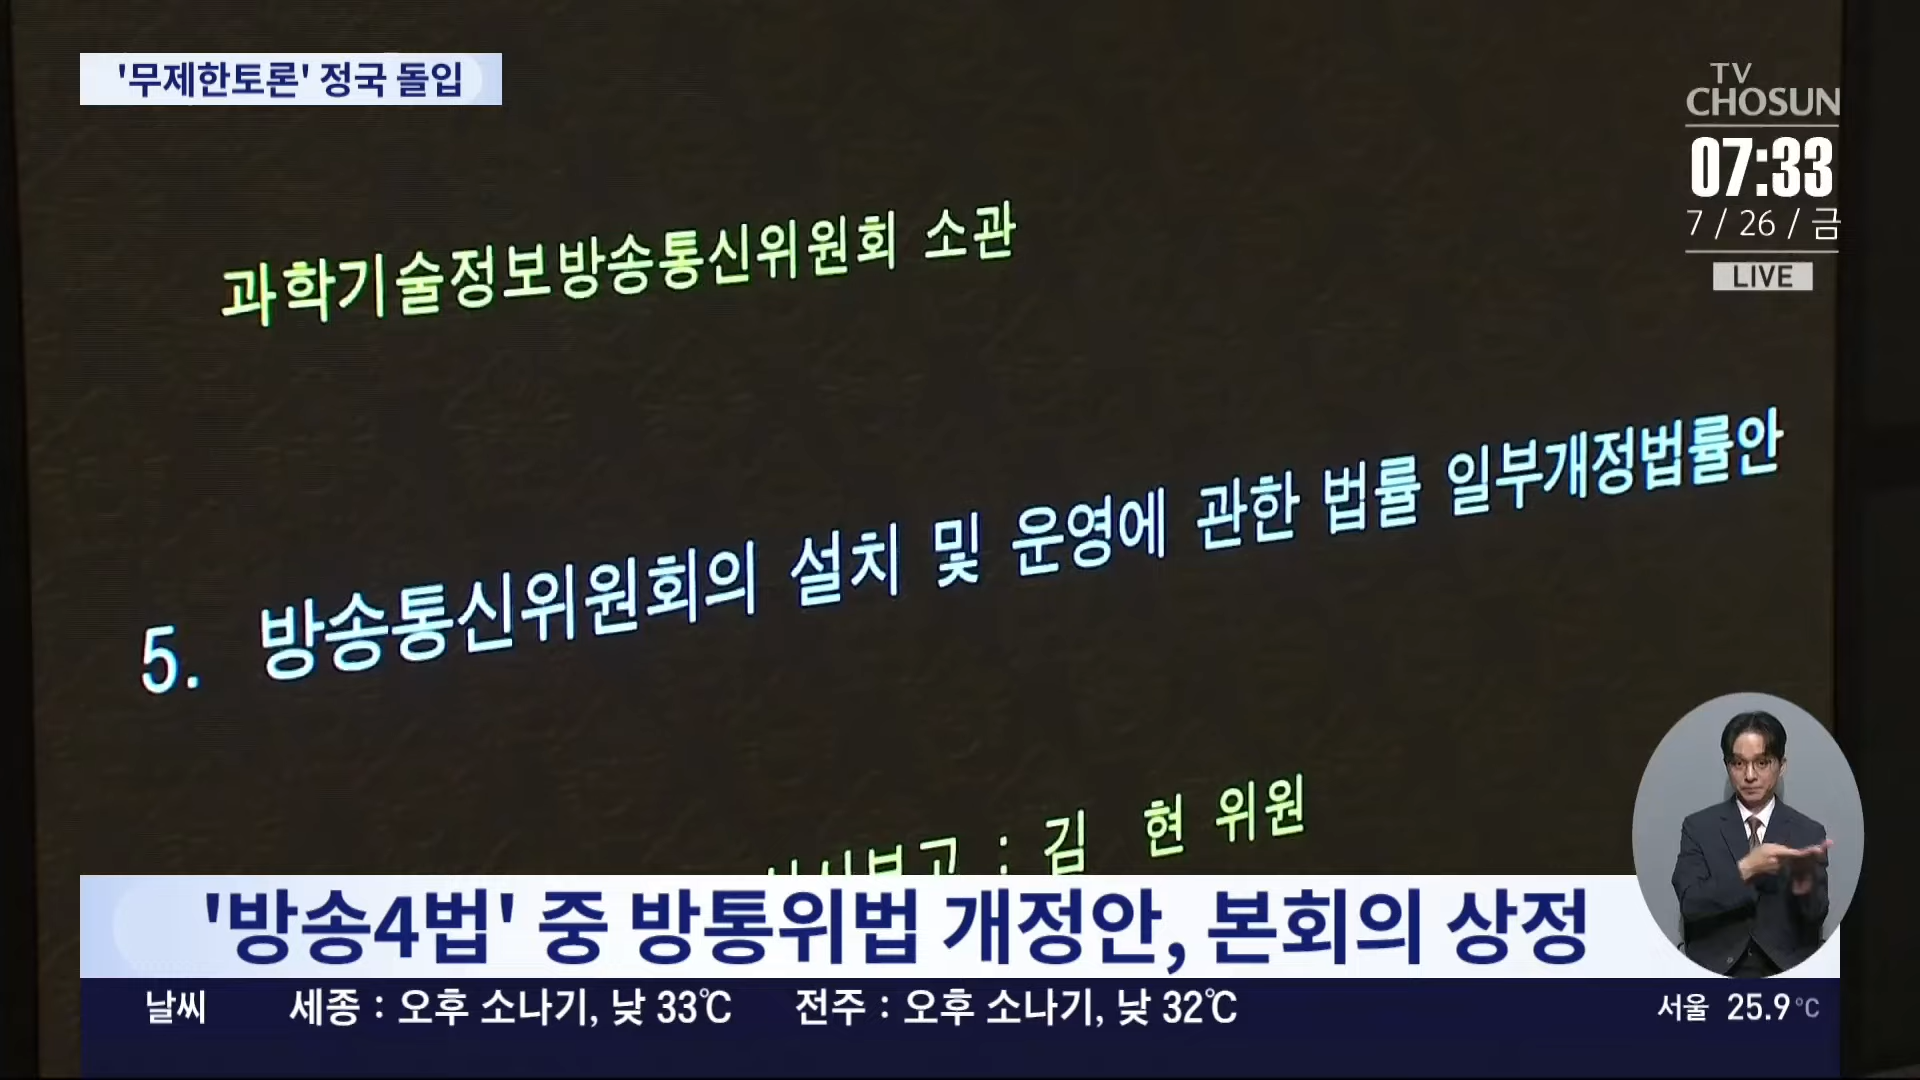 '무제한토론' 정국 돌입
TV
CHOSUN
07:33
7 / 26 / 금
LIVE
과학기술정보방송통신위원회 소관
5. 방송통신위원회의 설치 및 운영에 관한 법률 일부개정법률안
: 김 현 위원
'방송4법' 중 방통위법 개정안, 본회의 상정
날씨 세종 : 오후 소나기, 낮 33℃ 전주 : 오후 소나기, 낮 32℃
서울 25.9℃